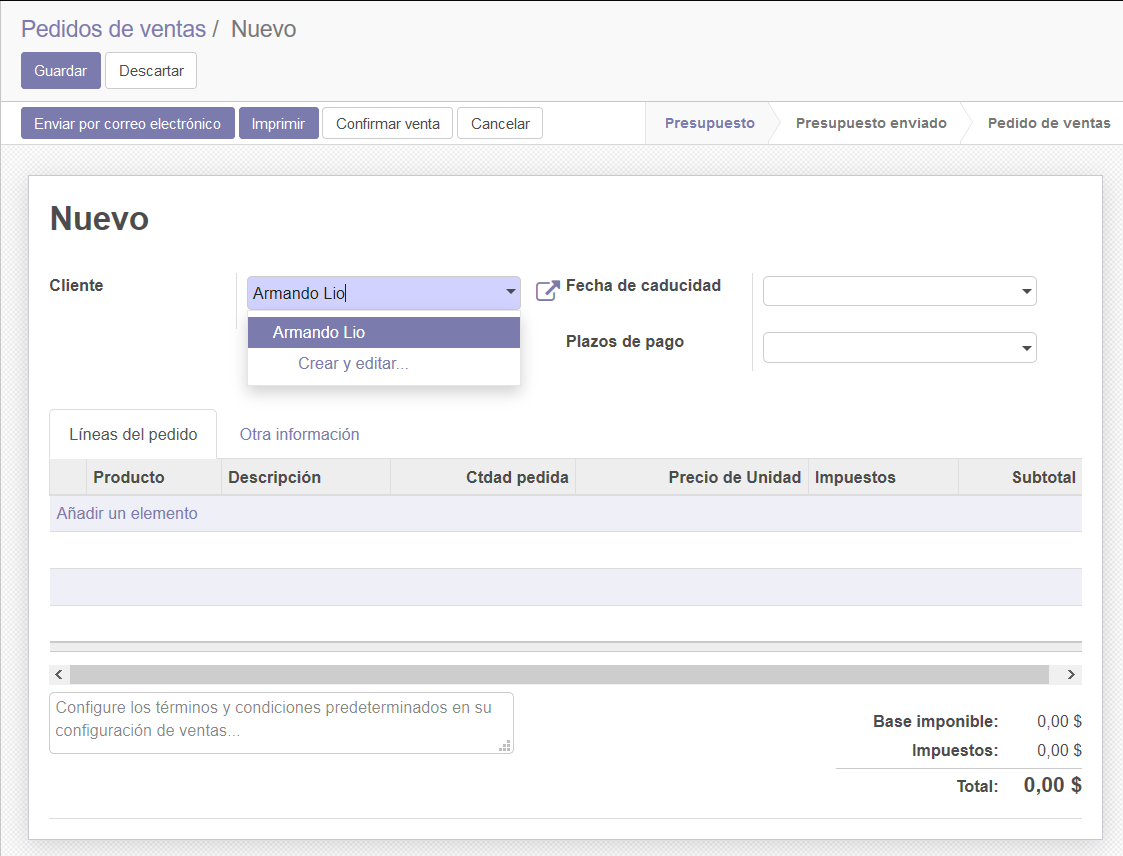 Pedidos de ventas / Nuevo
Guardar Descartar
Enviar por correo electrónico Imprimir Confirmar venta Cancelar Presupuesto Presupuesto enviado Pedido de ventas
Nuevo
Cliente Armando Lio Fecha de caducidad
Armando Lio
Plazos de pago
Crear y editar...
Líneas del pedido Otra información
Producto Descripción Ctdad pedida Precio de Unidad Impuestos Subtotal
Añadir un elemento
Configure los términos y condiciones predeterminados en su
configuración de ventas...
Base imponible: 0,00 $
Impuestos: 0,00 $
Total: 0,00 $